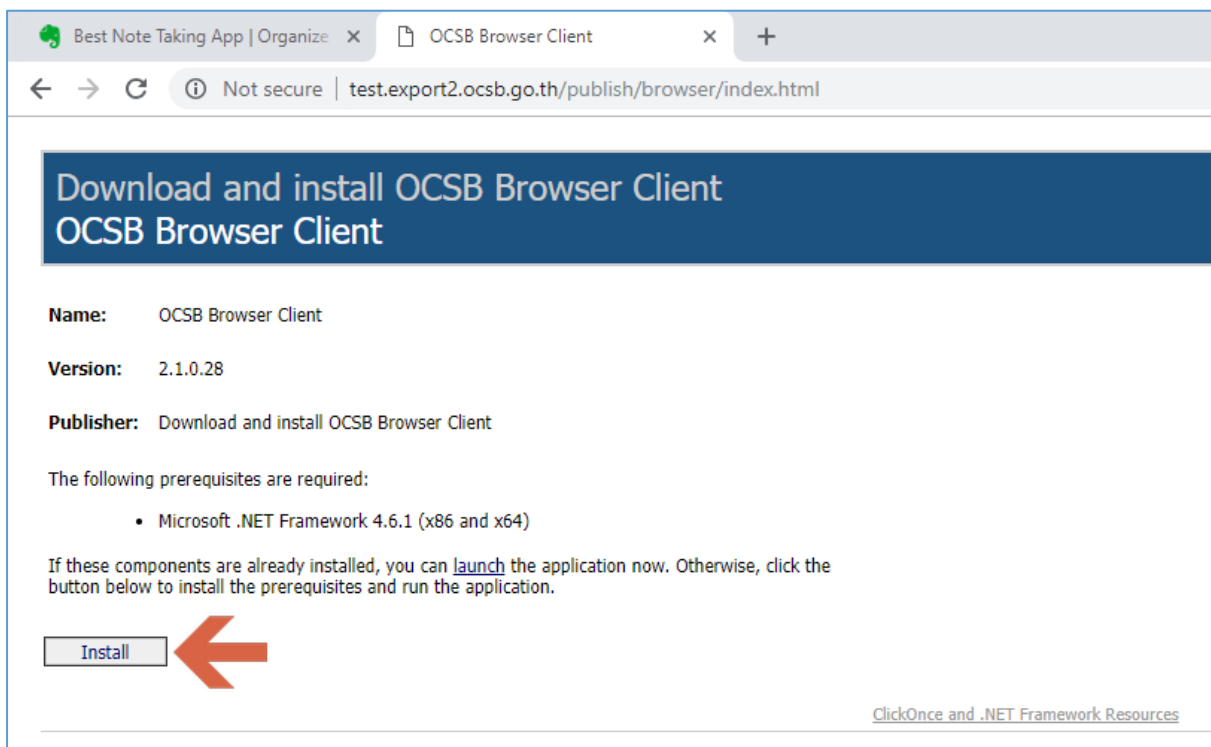 Best Note Taking App | Organize
OCSB Browser Client
Not secure | test.export2.ocsb.go.th/publish/browser/index.html
Download and install OCSB Browser Client
OCSB Browser Client
Name: OCSB Browser Client
Version: 2.1.0.28
Publisher: Download and install OCSB Browser Client
The following prerequisites are required:
• Microsoft .NET Framework 4.6.1 (x86 and x64)
If these components are already installed, you can launch the application now. Otherwise, click the
button below to install the prerequisites and run the application.
Install
ClickOnce and .NET Framework Resources